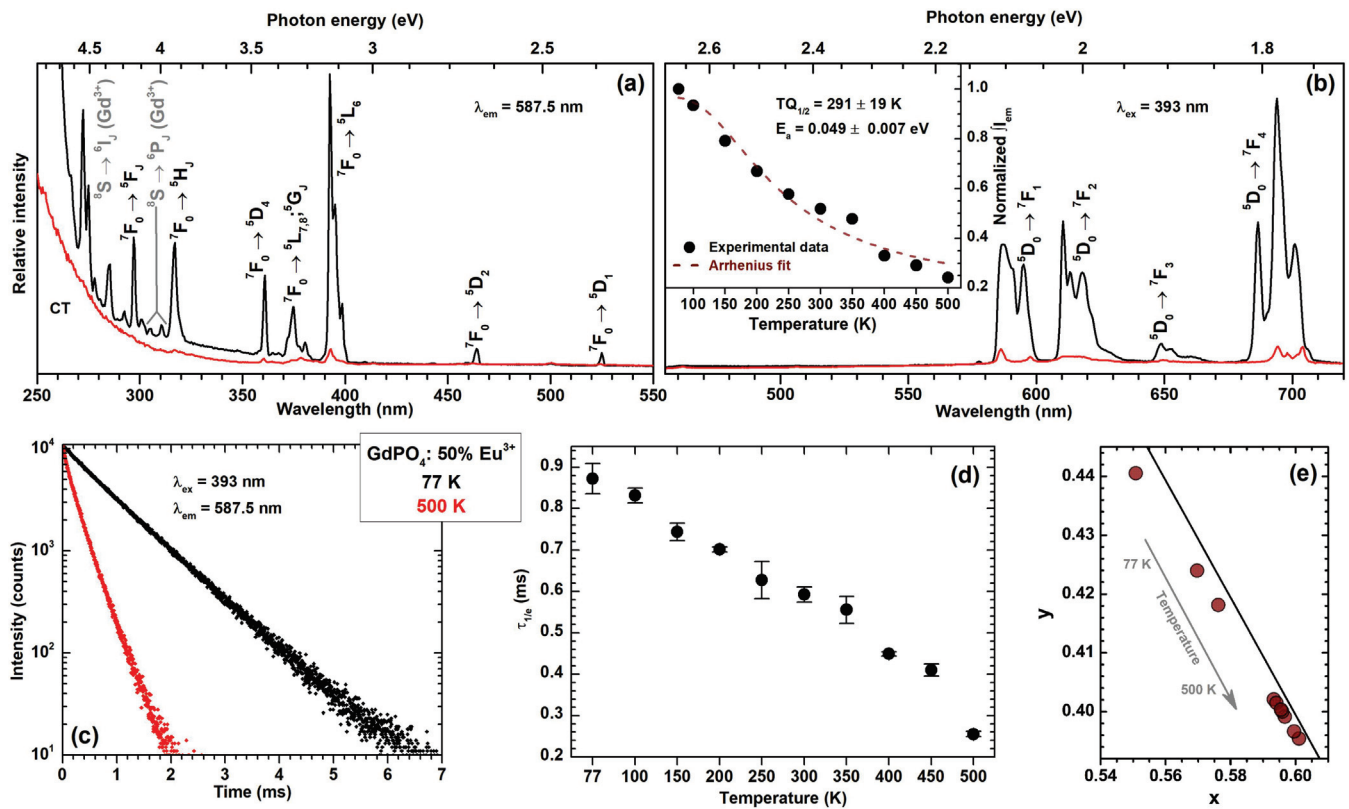 Photon energy (eV)
4.5 4 3.5 3 2.5
(a)
λem = 587.5 nm
⁸S → ⁶IJ (Gd³⁺)
⁷F₀ → ⁵FJ
⁸S → ⁶PJ (Gd³⁺)
⁷F₀ → ⁵HJ
⁷F₀ → ⁵D₄
⁷F₀ → ⁵L₇,₈;⁵GJ
⁷F₀ → ⁵L₆
⁷F₀ → ⁵D₂
⁷F₀ → ⁵D₁
CT
Relative intensity
250 300 350 400 450 500 550
Wavelength (nm)
Photon energy (eV)
2.6 2.4 2.2 2 1.8
(b)
λex = 393 nm
TQ1/2 = 291 ± 19 K
Ea = 0.049 ± 0.007 eV
Experimental data
Arrhenius fit
1.0
0.8
0.6
0.4
0.2
Normalized ∫Iem
100 150 200 250 300 350 400 450 500
Temperature (K)
⁵D₀ → ⁷F₁
⁵D₀ → ⁷F₂
⁵D₀ → ⁷F₃
⁵D₀ → ⁷F₄
500 550 600 650 700
Wavelength (nm)
10⁴
10³
10²
10¹
Intensity (counts)
λex = 393 nm
λem = 587.5 nm
GdPO₄: 50% Eu³⁺
77 K
500 K
(c)
0 1 2 3 4 5 6 7
Time (ms)
(d)
0.9
0.8
0.7
0.6
0.5
0.4
0.3
0.2
τ1/e (ms)
77 100 150 200 250 300 350 400 450 500
Temperature (K)
(e)
0.44
0.43
0.42
0.41
0.40
y
77 K
Temperature
500 K
0.54 0.56 0.58 0.60
x